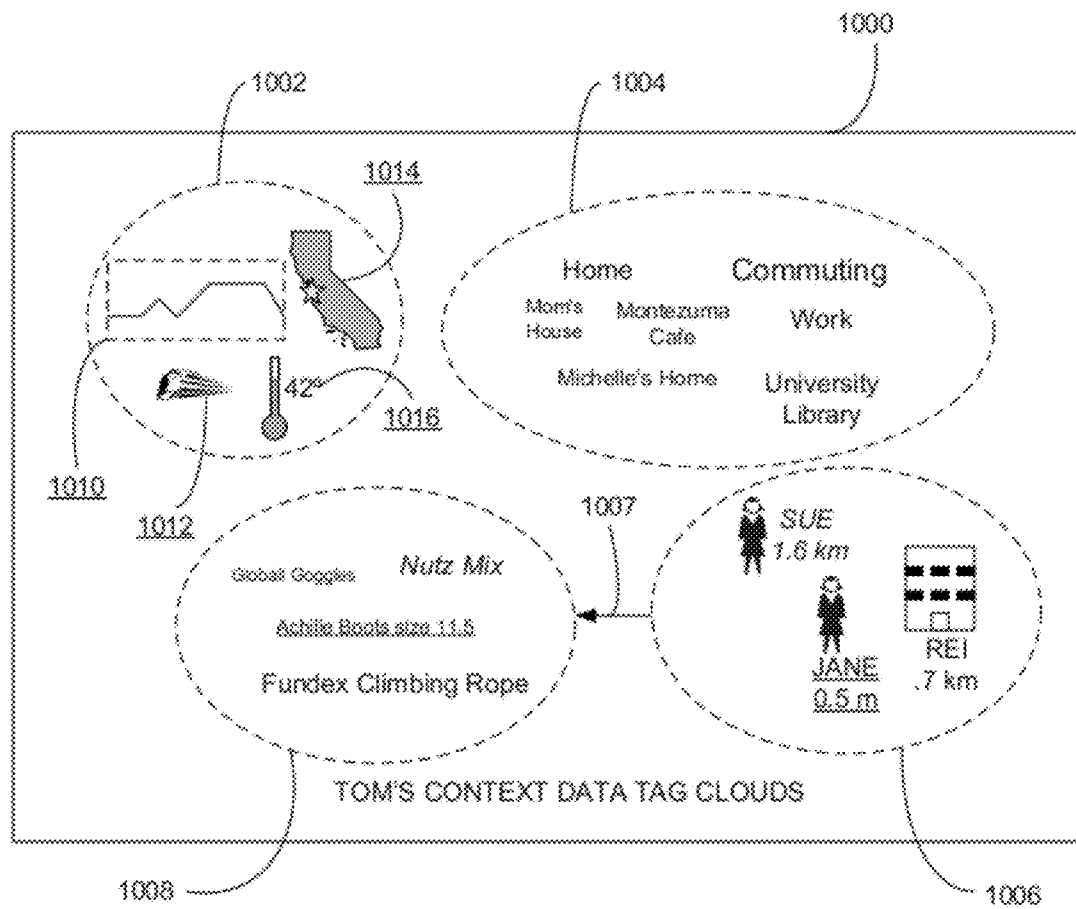 1000
1002
1004
1014
Home
Commuting
Mom's
House
Montezuma
Cafe
Work
Michelle's Home
University
Library
42°
1016
1010
1012
1007
SUE
1.6 km
Global Goggles
Nutz Mix
Achille Boots size 11.5
Fundex Climbing Rope
JANE
0.5 m
REI
.7 km
TOM'S CONTEXT DATA TAG CLOUDS
1008
1006